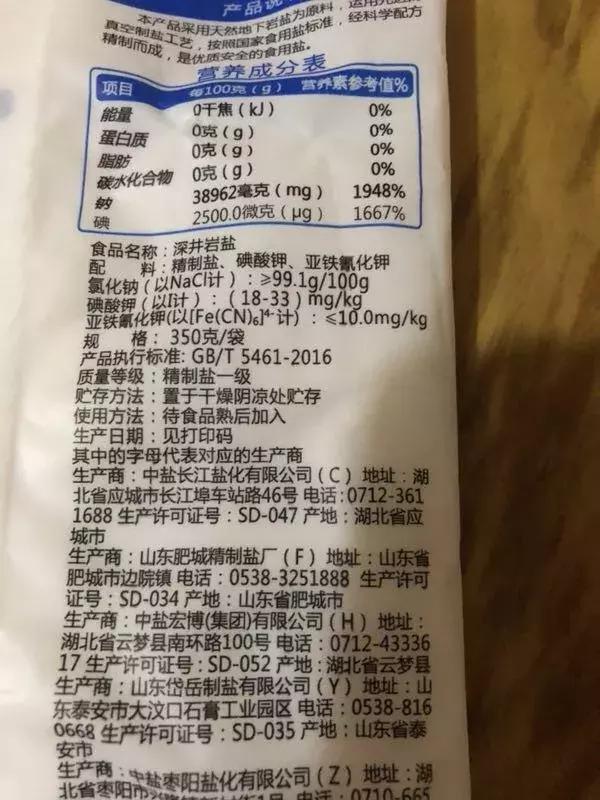 产品说
本产品采用天然地下岩盐为原料，运用先进
真空制盐工艺，按照国家食用盐标准，经科学配方
精制而成，是优质安全的食用盐。
营养成分表
项目 每100克（g） 营养素参考值%
能量 0千焦（kJ） 0%
蛋白质 0克（g） 0%
脂肪 0克（g） 0%
碳水化合物 0克（g） 0%
钠 38962毫克（mg） 1948%
碘 2500.0微克（μg） 1667%
食品名称：深井岩盐
配 料：精制盐、碘酸钾、亚铁氰化钾
氯化钠（以NaCl计）：≥99.1g/100g
碘酸钾（以I计）：（18-33）mg/kg
亚铁氰化钾(以[Fe(CN)₆]⁴⁻计）：≤10.0mg/kg
规 格：350克/袋
产品执行标准: GB/T 5461-2016
质量等级：精制盐一级
贮存方法：置于干燥阴凉处贮存
使用方法：待食品熟后加入
生产日期：见打印码
其中的字母代表对应的生产商
生产商：中盐长江盐化有限公司（C）地址：湖
北省应城市长江埠车站路46号 电话:0712-361
1688 生产许可证号：SD-047 产地：湖北省应
城市
生产商：山东肥城精制盐厂（F）地址：山东省
肥城市边院镇 电话：0538-3251888 生产许可
证号：SD-034 产地：山东省肥城市
生产商：中盐宏博(集团)有限公司（H）地址：
湖北省云梦县南环路100号 电话：0712-43336
17 生产许可证号：SD-052 产地：湖北省云梦县
生产商：山东岱岳制盐有限公司（Y）地址：山
东泰安市大汶口石膏工业园区 电话：0538-816
0668 生产许可证号：SD-035 产地：山东省泰
安市
生产商：中盐枣阳盐化有限公司（Z）地址：湖
北省枣阳市 电话：0710-665